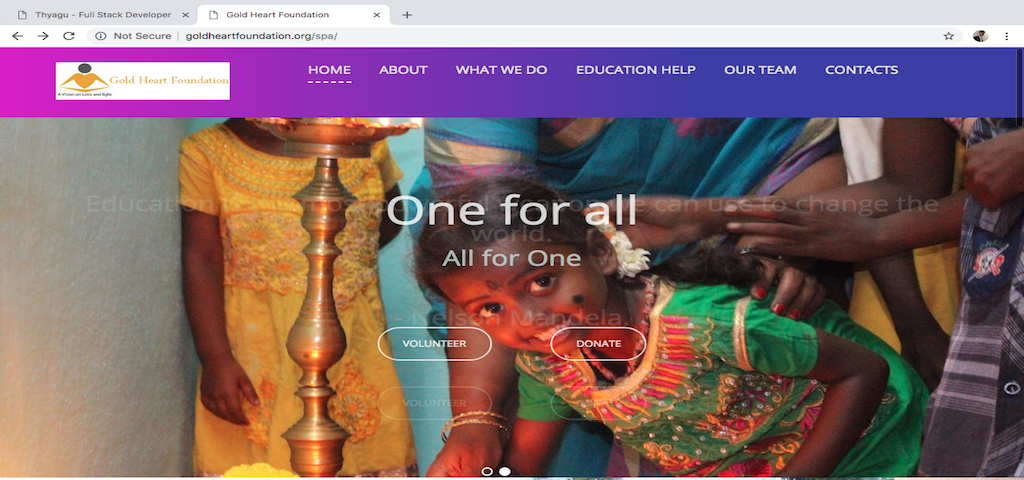 Thyagu - Full Stack Developer
Gold Heart Foundation
Not Secure | goldheartfoundation.org/spa/
Gold Heart Foundation
A Vision on Love and light
HOME ABOUT WHAT WE DO EDUCATION HELP OUR TEAM CONTACTS
Education can use to change the
One for all
world.
All for One
- Nelson Mandela.
VOLUNTEER DONATE
VOLUNTEER